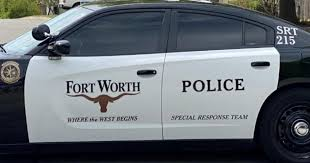 SRT
215
FORT WORTH
POLICE
WHERE the WEST BEGINS
SPECIAL RESPONSE TEAM